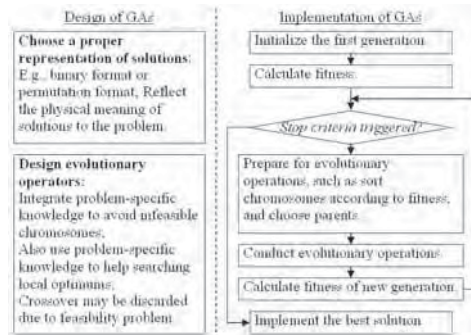 Design of GAs
Choose a proper
representation of solutions:
E.g., binary format or
permutation format, Reflect
the physical meaning of
solutions to the problem.
Design evolutionary
operators:
Integrate problem-specific
knowledge to avoid infeasible
chromosomes;
Also use problem-specific
knowledge to help searching
local optimums;
Crossover may be discarded
due to feasibility problem
Implementation of GAs
Initialize the first generation
Calculate fitness
Stop criteria triggered?
Prepare for evolutionary
operations, such as sort
chromosomes according to fitness,
and choose parents
Conduct evolutionary operations
Calculate fitness of new generation
Implement the best solution